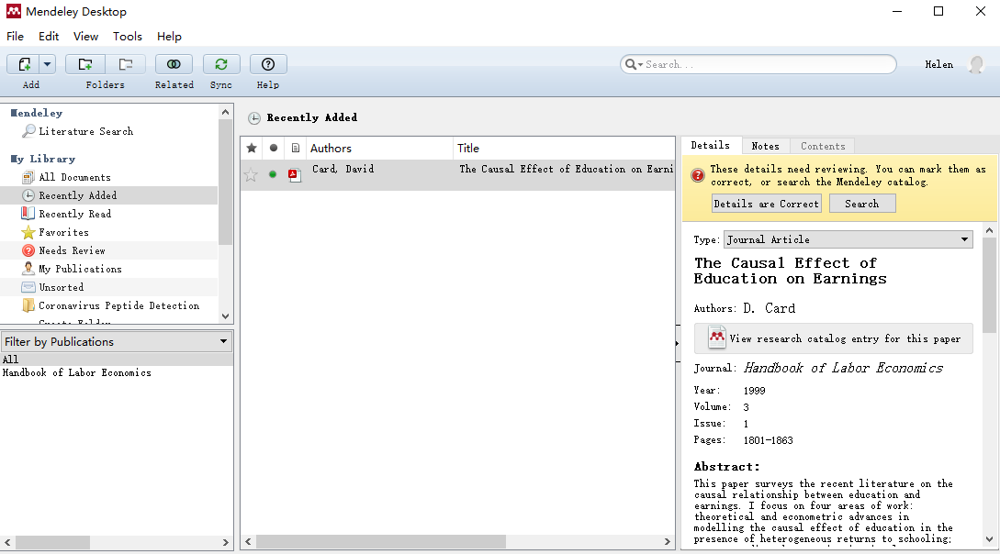 Mendeley Desktop
File Edit View Tools Help
Search...
Helen
Add Folders Related Sync Help
Mendeley
Literature Search
My Library
All Documents
Recently Added
Recently Read
Favorites
Needs Review
My Publications
Unsorted
Coronavirus Peptide Detection
Create Folder
Filter by Publications
All
Handbook of Labor Economics
Recently Added
Authors Title
Card, David The Causal Effect of Education on Earni
Details Notes Contents
These details need reviewing. You can mark them as
correct, or search the Mendeley catalog.
Details are Correct Search
Type: Journal Article
The Causal Effect of
Education on Earnings
Authors: D. Card
View research catalog entry for this paper
Journal: Handbook of Labor Economics
Year: 1999
Volume: 3
Issue: 1
Pages: 1801-1863
Abstract:
This paper surveys the recent literature on the
causal relationship between education and
earnings. I focus on four areas of work:
theoretical and econometric advances in
modelling the causal effect of education in the
presence of heterogeneous returns to schooling;